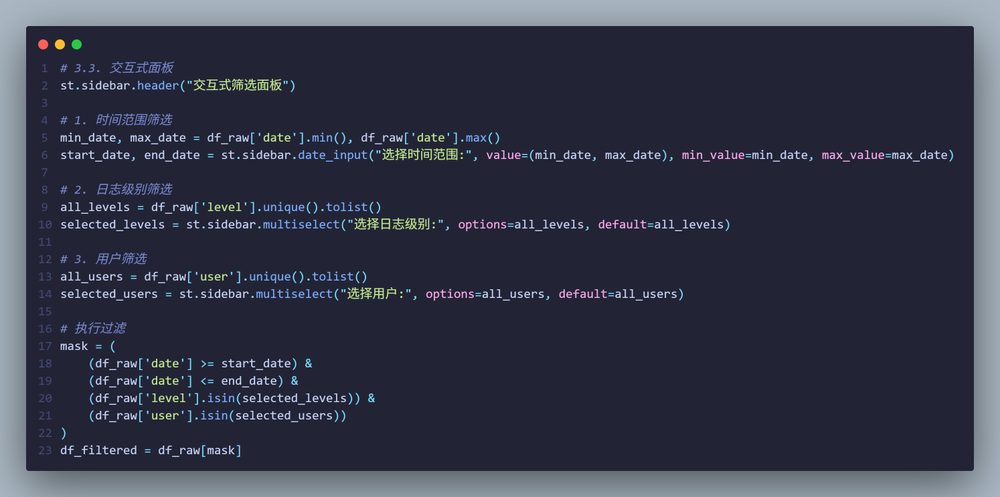 1 # 3.3. 交互式面板
2 st.sidebar.header("交互式筛选面板")
3
4 # 1. 时间范围筛选
5 min_date, max_date = df_raw['date'].min(), df_raw['date'].max()
6 start_date, end_date = st.sidebar.date_input("选择时间范围:", value=(min_date, max_date), min_value=min_date, max_value=max_date)
7
8 # 2. 日志级别筛选
9 all_levels = df_raw['level'].unique().tolist()
10 selected_levels = st.sidebar.multiselect("选择日志级别:", options=all_levels, default=all_levels)
11
12 # 3. 用户筛选
13 all_users = df_raw['user'].unique().tolist()
14 selected_users = st.sidebar.multiselect("选择用户:", options=all_users, default=all_users)
15
16 # 执行过滤
17 mask = (
18     (df_raw['date'] >= start_date) &
19     (df_raw['date'] <= end_date) &
20     (df_raw['level'].isin(selected_levels)) &
21     (df_raw['user'].isin(selected_users))
22 )
23 df_filtered = df_raw[mask]